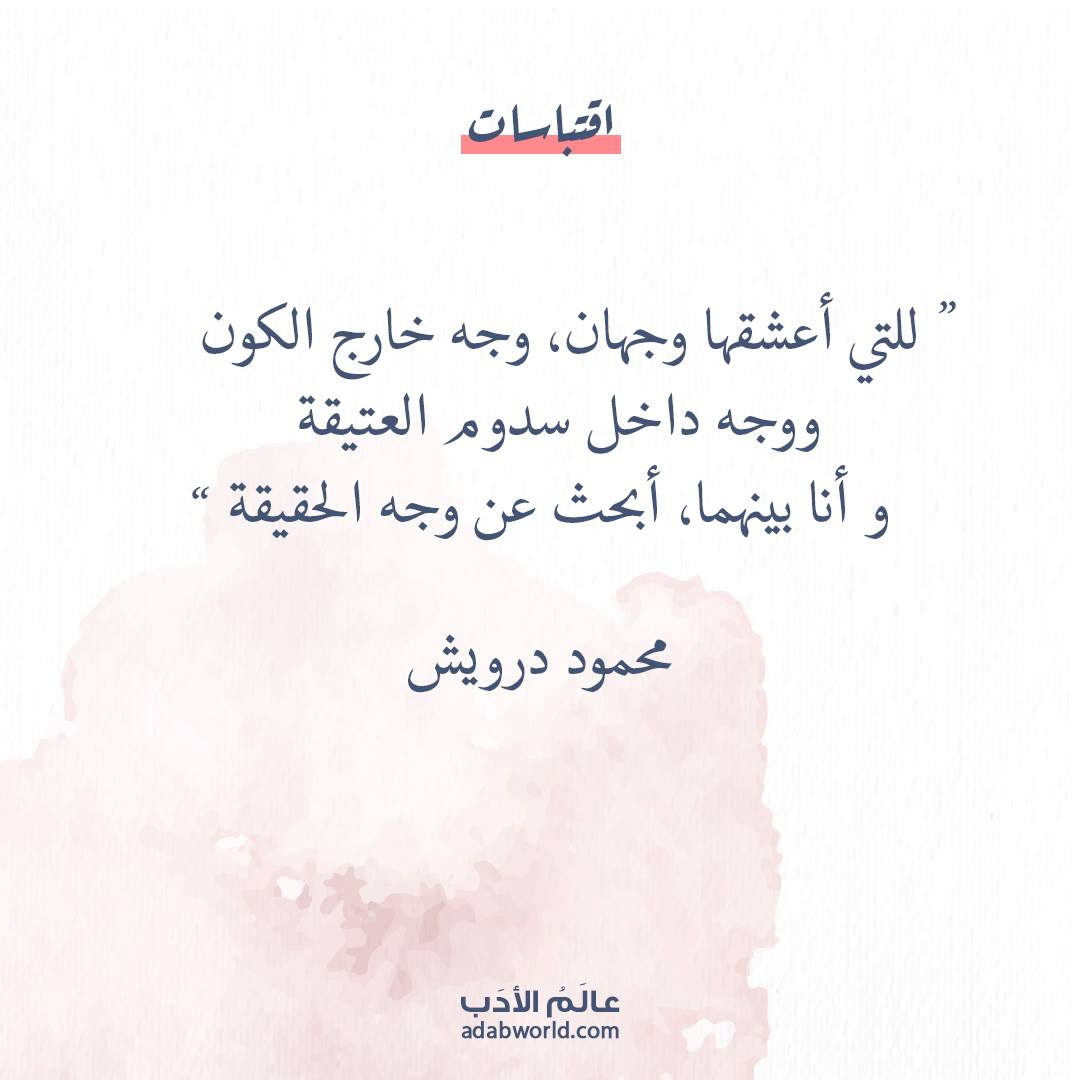 اقتباسات
” للتي أعشقها وجهان، وجه خارج الكون
ووجه داخل سدوم العتيقة
و أنا بينهما، أبحث عن وجه الحقيقة “
محمود درويش
عالَمُ الأدَب
adabworld.com